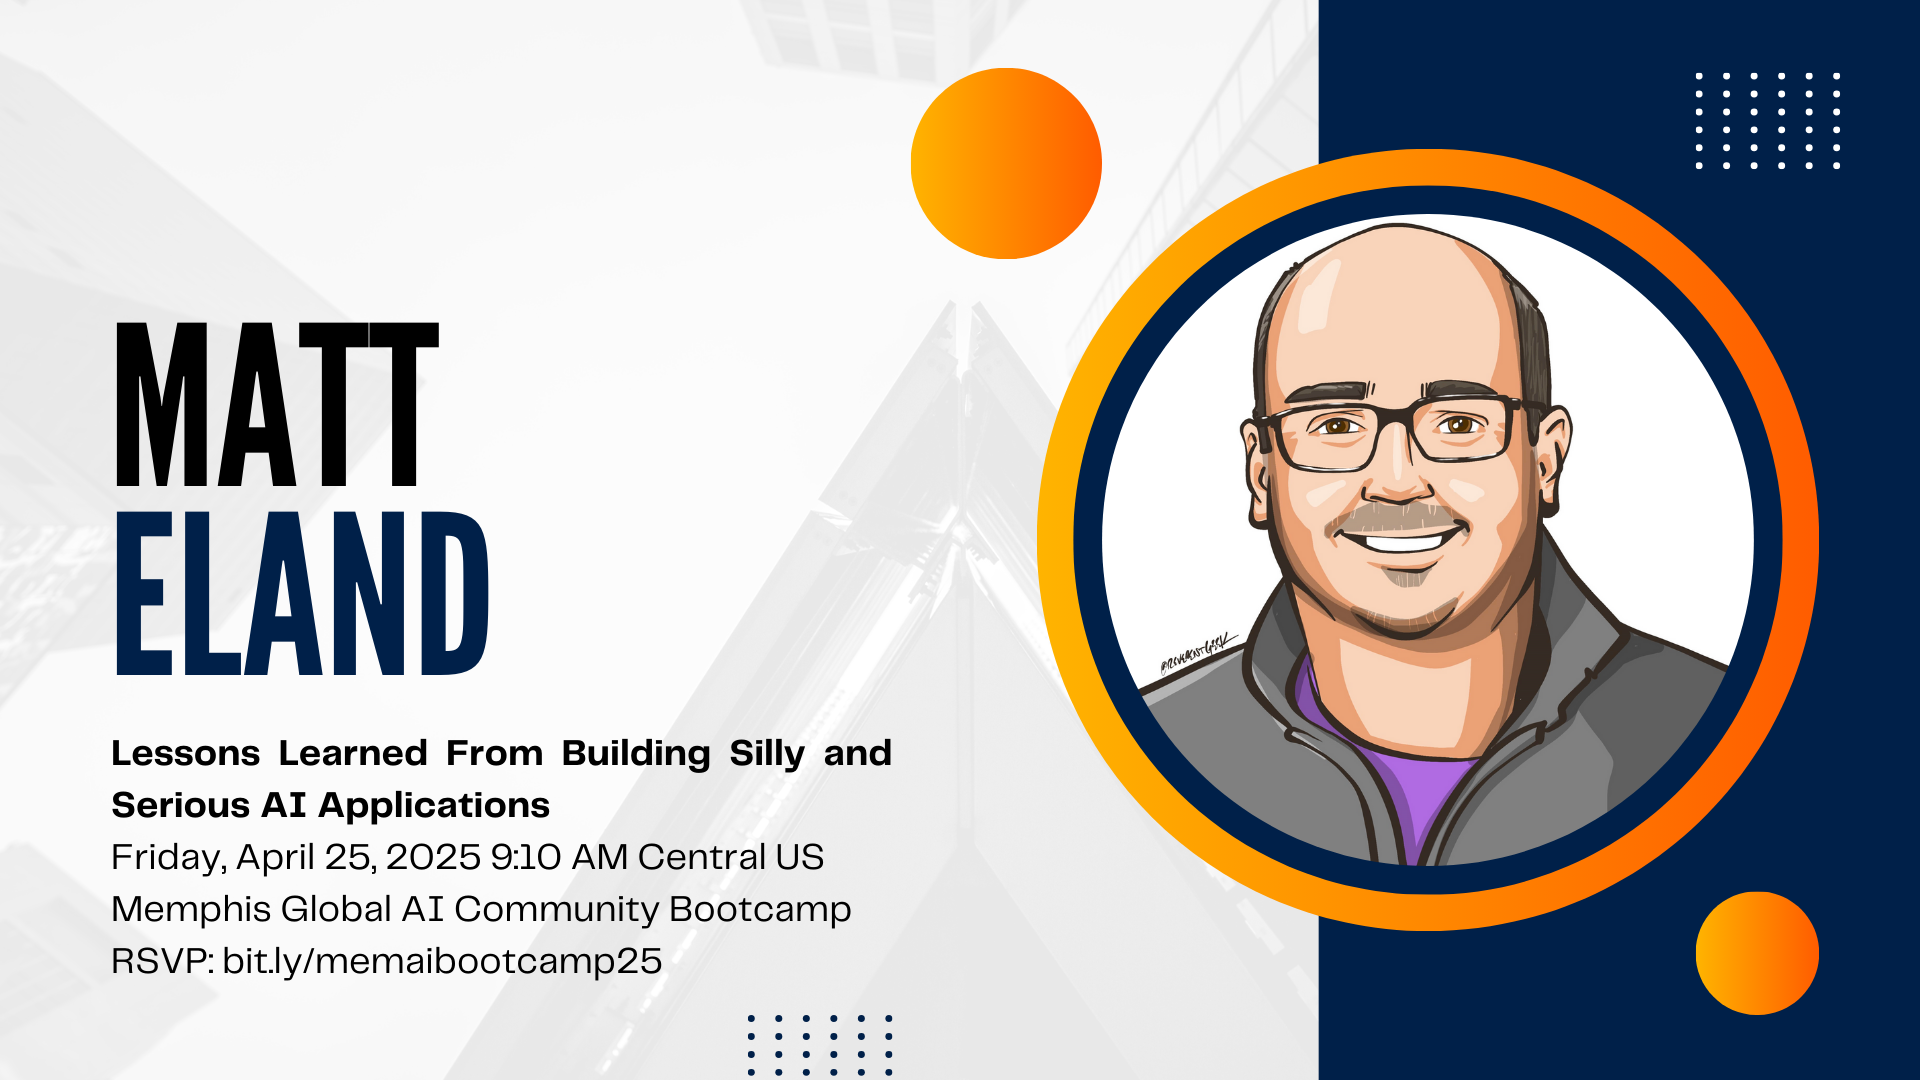 MATT
ELAND
Lessons Learned From Building Silly and
Serious AI Applications
Friday, April 25, 2025 9:10 AM Central US
Memphis Global AI Community Bootcamp
RSVP: bit.ly/memaibootcamp25
@REVERENTGEEK